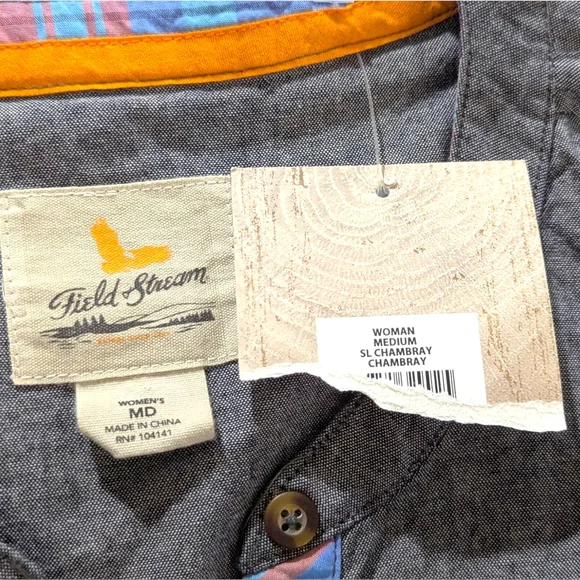 Field & Stream
WOMEN'S
MD
MADE IN CHINA
RN# 104141
WOMAN
MEDIUM
SL CHAMBRAY
CHAMBRAY